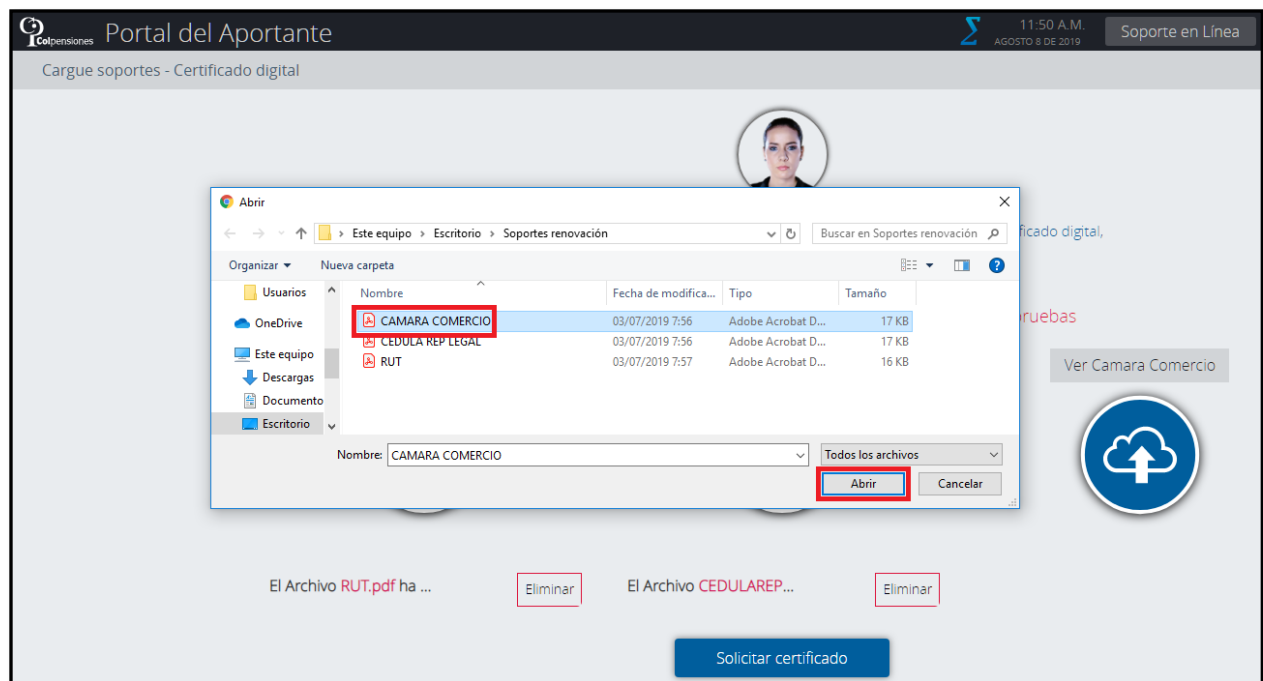 Colpensiones Portal del Aportante
11:50 A.M.
AGOSTO 8 DE 2019
Soporte en Línea
Cargue soportes - Certificado digital
Abrir
Este equipo > Escritorio > Soportes renovación
Buscar en Soportes renovación
ficado digital,
Organizar
Nueva carpeta
Usuarios
OneDrive
Este equipo
Descargas
Documento
Escritorio
Nombre Fecha de modifica... Tipo Tamaño
CAMARA COMERCIO 03/07/2019 7:56 Adobe Acrobat D... 17 KB
CEDULA REP LEGAL 03/07/2019 7:56 Adobe Acrobat D... 17 KB
RUT 03/07/2019 7:57 Adobe Acrobat D... 16 KB
ruebas
Ver Camara Comercio
Nombre: CAMARA COMERCIO
Todos los archivos
Abrir
Cancelar
El Archivo RUT.pdf ha ...
Eliminar
El Archivo CEDULAREP...
Eliminar
Solicitar certificado